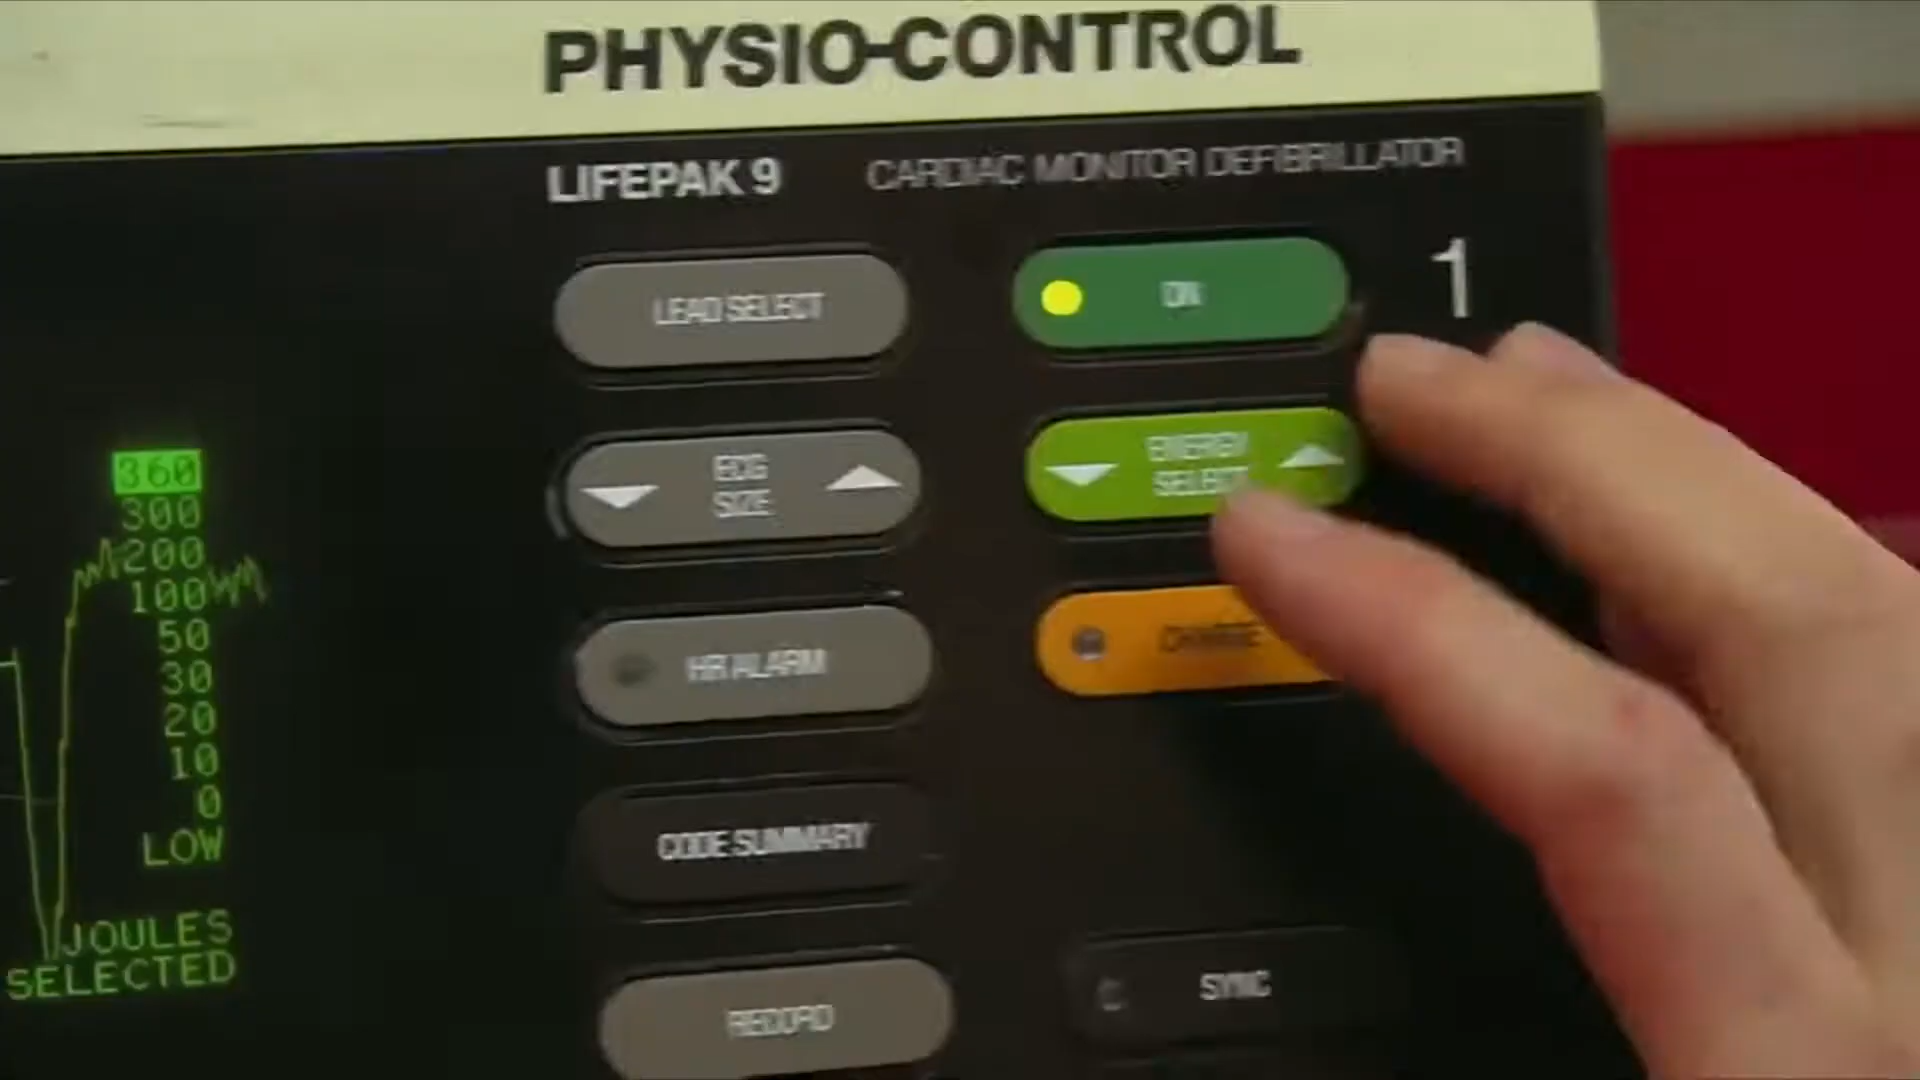 PHYSIO-CONTROL
LIFEPAK 9
CARDIAC MONITOR DEFIBRILLATOR
LEAD SELECT
ON
1
ECG
SIZE
ENERGY
SELECT
HR ALARM
CHARGE
CODE SUMMARY
SYNC
RECORD
360
300
200
100
50
30
20
10
0
LOW
JOULES
SELECTED